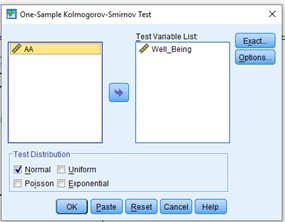 One-Sample Kolmogorov-Smirnov Test
Test Variable List:
AA
Well_Being
Exact...
Options...
Test Distribution
Normal Uniform
Poisson Exponential
OK Paste Reset Cancel Help